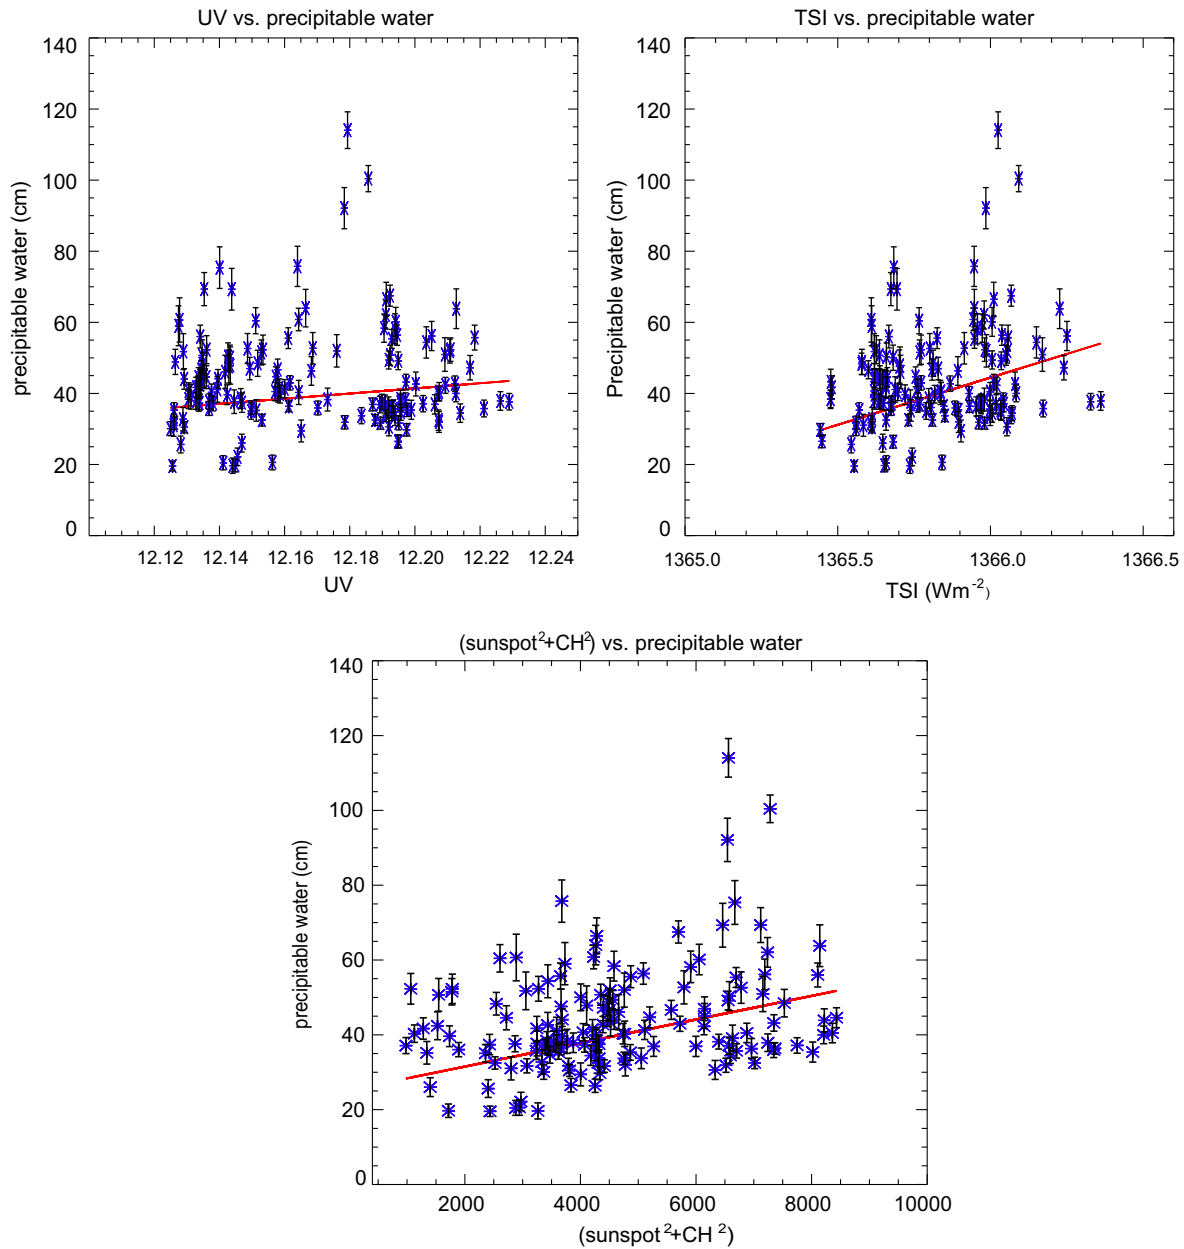 UV vs. precipitable water
140
120
100
80
60
40
20
0
precipitable water (cm)
12.12 12.14 12.16 12.18 12.20 12.22 12.24
UV
TSI vs. precipitable water
140
120
100
80
60
40
20
0
Precipitable water (cm)
1365.0 1365.5 1366.0 1366.5
TSI (Wm⁻²)
(sunspot²+CH²) vs. precipitable water
140
120
100
80
60
40
20
0
precipitable water (cm)
2000 4000 6000 8000 10000
(sunspot²+CH²)